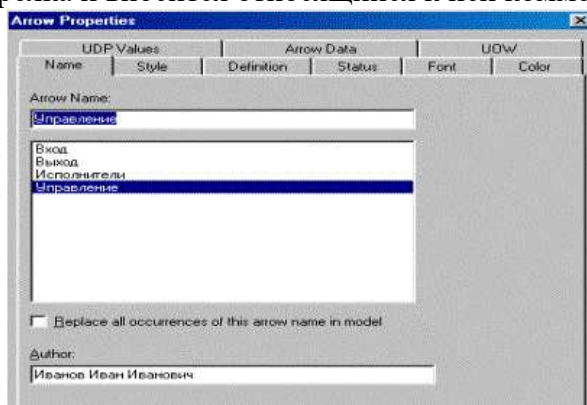 Arrow Properties
UDP Values Arrow Data UOW
Name Style Definition Status Font Color
Arrow Name:
Управление
Вход
Выход
Исполнители
Управление
Replace all occurrences of this arrow name in model
Author:
Иванов Иван Иванович